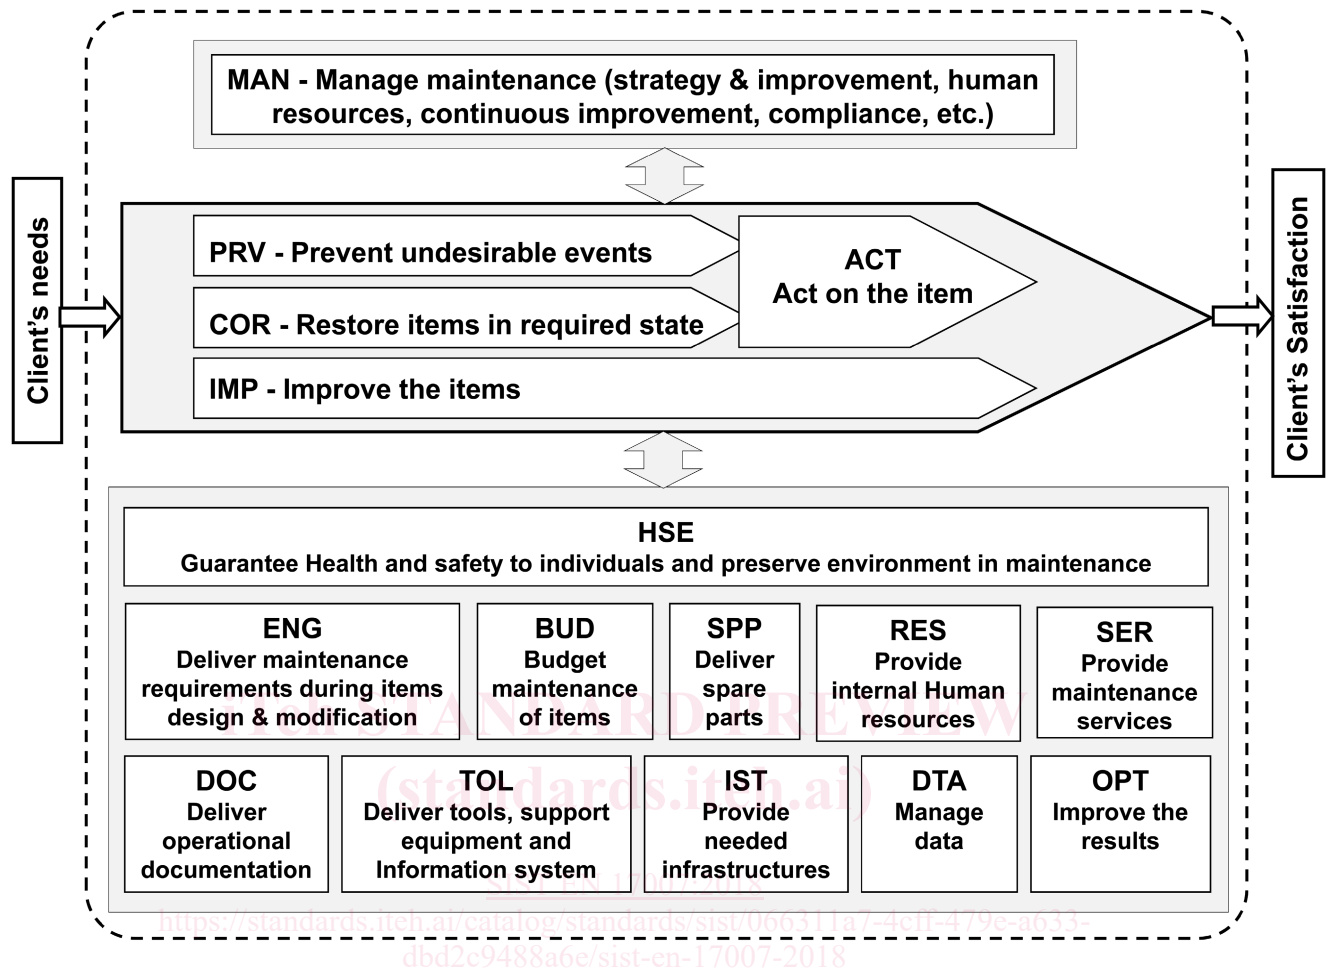 MAN - Manage maintenance (strategy & improvement, human
resources, continuous improvement, compliance, etc.)
Client's needs
PRV - Prevent undesirable events
COR - Restore items in required state
IMP - Improve the items
ACT
Act on the item
Client's Satisfaction
HSE
Guarantee Health and safety to individuals and preserve environment in maintenance
ENG
Deliver maintenance
requirements during items
design & modification
BUD
Budget
maintenance
of items
SPP
Deliver
spare
parts
RES
Provide
internal Human
resources
SER
Provide
maintenance
services
iTeh STANDARD PREVIEW
(standards.iteh.ai)
DOC
Deliver
operational
documentation
TOL
Deliver tools, support
equipment and
Information system
IST
Provide
needed
infrastructures
DTA
Manage
data
OPT
Improve the
results
SIST EN 17007:2018
https://standards.iteh.ai/catalog/standards/sist/066311a7-4cff-479e-a633-
dbd2c9488a6e/sist-en-17007-2018